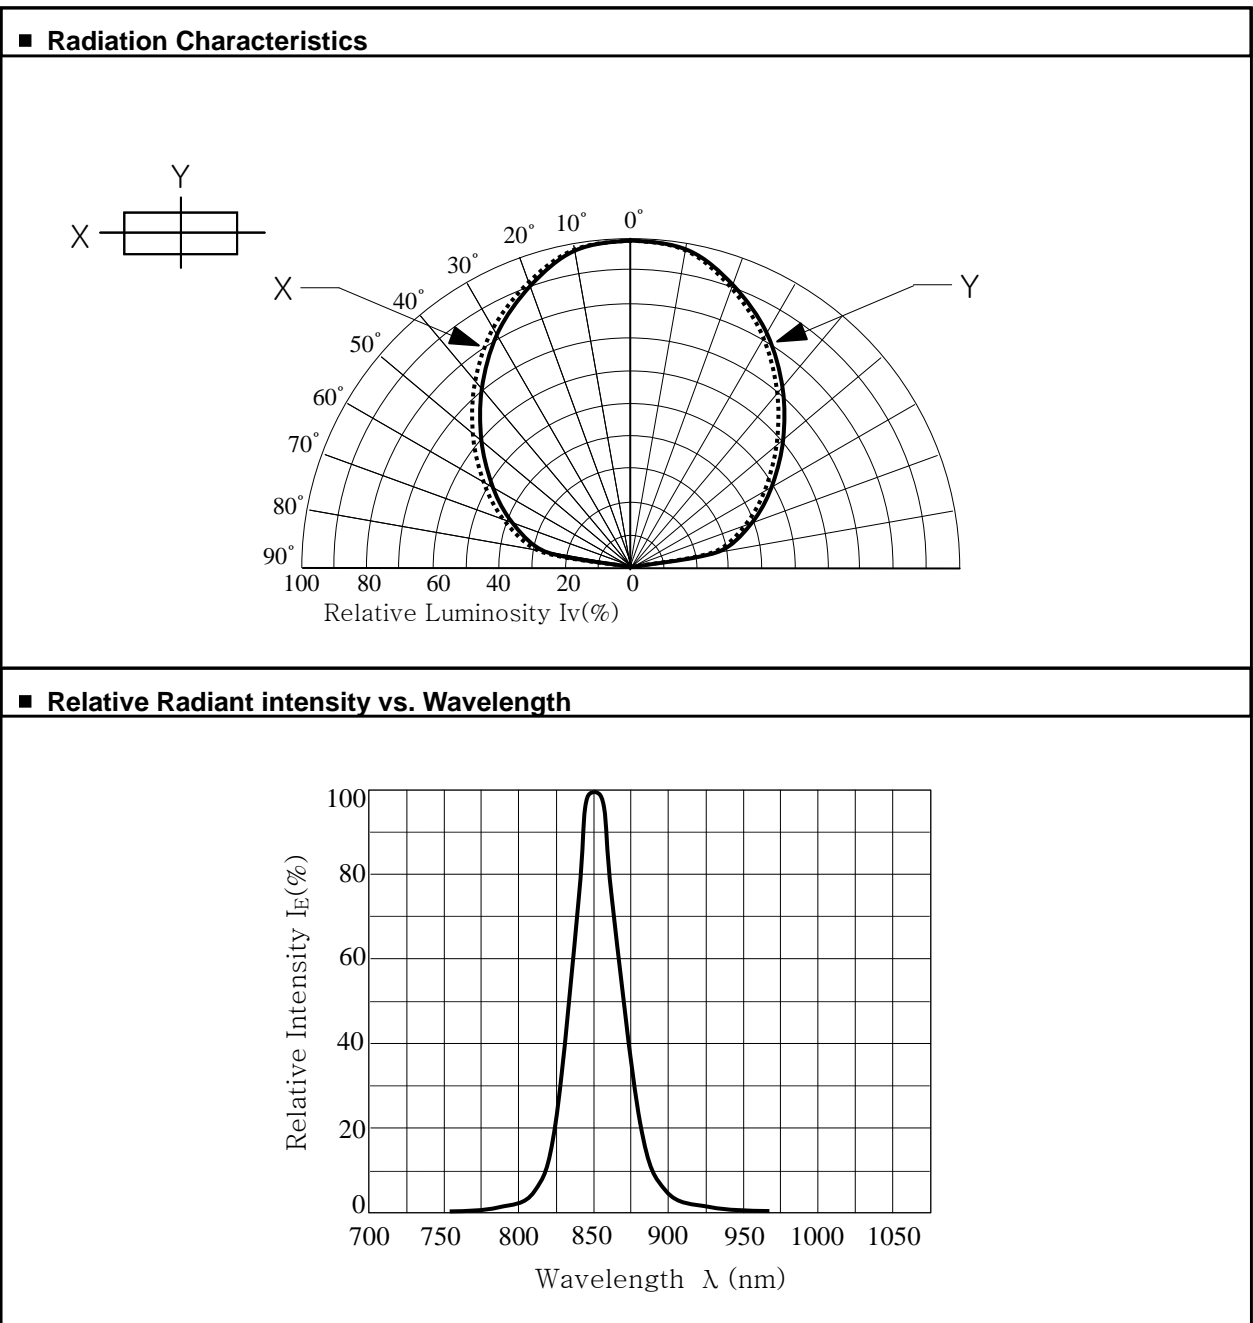 ■ Radiation Characteristics
Y
X
X
Y
0°
10°
20°
30°
40°
50°
60°
70°
80°
90°
100 80 60 40 20 0
Relative Luminosity Iv(%)
■ Relative Radiant intensity vs. Wavelength
100
80
60
40
20
0
Relative Intensity IE(%)
700 750 800 850 900 950 1000 1050
Wavelength λ (nm)